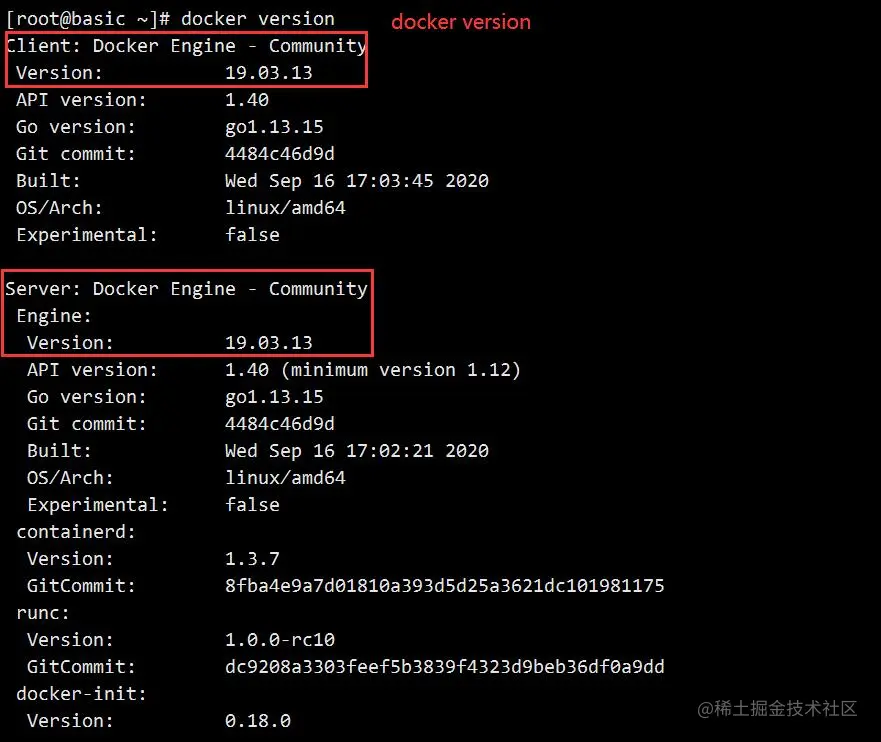 [root@basic ~]# docker version
docker version
Client: Docker Engine - Community
Version: 19.03.13
API version: 1.40
Go version: go1.13.15
Git commit: 4484c46d9d
Built: Wed Sep 16 17:03:45 2020
OS/Arch: linux/amd64
Experimental: false
Server: Docker Engine - Community
Engine:
Version: 19.03.13
API version: 1.40 (minimum version 1.12)
Go version: go1.13.15
Git commit: 4484c46d9d
Built: Wed Sep 16 17:02:21 2020
OS/Arch: linux/amd64
Experimental: false
containerd:
Version: 1.3.7
GitCommit: 8fba4e9a7d01810a393d5d25a3621dc101981175
runc:
Version: 1.0.0-rc10
GitCommit: dc9208a3303feef5b3839f4323d9beb36df0a9dd
docker-init:
Version: 0.18.0
@稀土掘金技术社区